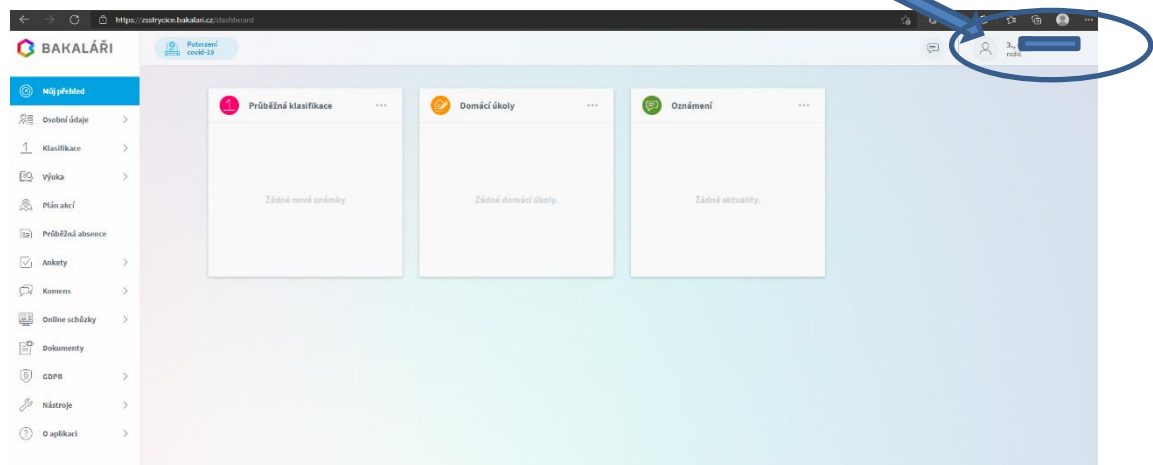 https://zsstrycice.bakalari.cz/dashboard
BAKALÁŘI
Potvrzení
covid-19
3.,
rodič
Můj přehled
Osobní údaje
Klasifikace
Výuka
Plán akcí
Průběžná absence
Ankety
Komens
Online schůzky
Dokumenty
GDPR
Nástroje
O aplikaci
1 Průběžná klasifikace
Žádné nové známky
Domácí úkoly
Žádné domácí úkoly.
Oznámení
Žádné aktuality.